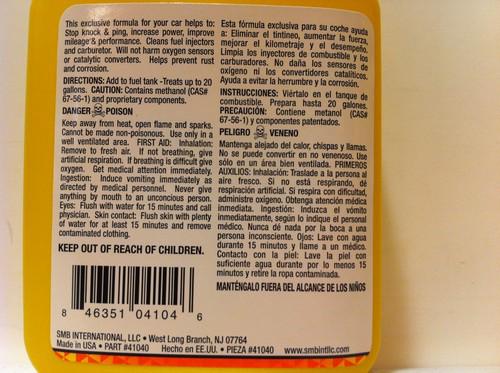 This exclusive formula for your car helps to:
Stop knock & ping, increase power, improve
mileage & performance. Cleans fuel injectors
and carburetor. Will not harm oxygen sensors
or catalytic converters. Helps prevent rust
and corrosion.
DIRECTIONS: Add to fuel tank -Treats up to 20
gallons. CAUTION: Contains methanol (CAS#
67-56-1) and proprietary components.
DANGER POISON
Keep away from heat, open flame and sparks.
Cannot be made non-poisonous. Use only in a
well ventilated area. FIRST AID: Inhalation:
Remove to fresh air. If not breathing, give
artificial respiration. If breathing is difficult give
oxygen. Get medical attention immediately.
Ingestion: Induce vomiting immediately as
directed by medical personnel. Never give
anything by mouth to an unconcious person.
Eyes: Flush with water for 15 minutes and call
physician. Skin contact: Flush skin with plenty
of water for at least 15 minutes and remove
contaminated clothing.
KEEP OUT OF REACH OF CHILDREN.
8 46351 04104 6
SMB INTERNATIONAL, LLC • West Long Branch, NJ 07764
Made in USA • PART #41040 Hecho en EE.UU. • PIEZA #41040
Esta fórmula exclusiva para su coche ayuda
a: Eliminar el tintineo, aumentar la fuerza,
mejorar el kilometraje y el desempeño.
Limpia los inyectores de combustible y los
carburadores. No daña los sensores de
oxígeno ni los convertidores catalíticos.
Ayuda a evitar la herrumbre y la corrosión.
INSTRUCCIONES: Viértalo en el tanque de
combustible. Prepara hasta 20 galones.
PRECAUCIÓN: Contiene metanol (CAS#
67-56-1) y componentes patentados.
PELIGRO VENENO
Mantenga alejado del calor, chispas y llamas.
No se puede convertir en no venenoso. Use
sólo en un área bien ventilada. PRIMEROS
AUXILIOS: Inhalación: Traslade a la persona al
aire fresco. Si no está respirando, dé
respiración artificial. Si respira con dificultad,
administre oxígeno. Obtenga atención médica
inmediata. Ingestión: Induzca el vómito
inmediatamente, según lo indique el personal
médico. Nunca dé nada por la boca a una
persona inconsciente. Ojos: Lave con agua
durante 15 minutos y llame a un médico.
Contacto con la piel: Lave la piel con
suficiente agua durante por lo menos 15
minutos y retire la ropa contaminada.
MANTÉNGALO FUERA DEL ALCANCE DE LOS NIÑOS
www.smbintllc.com